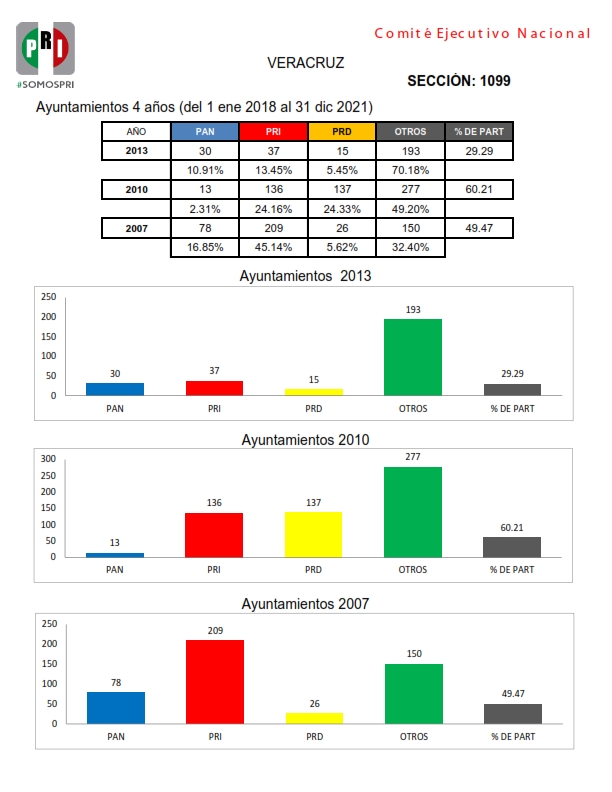 Comité Ejecutivo Nacional
PRI
#SOMOSPRI
VERACRUZ
SECCIÓN: 1099
Ayuntamientos 4 años (del 1 ene 2018 al 31 dic 2021)
AÑO PAN PRI PRD OTROS % DE PART
2013 30 37 15 193 29.29
10.91% 13.45% 5.45% 70.18%
2010 13 136 137 277 60.21
2.31% 24.16% 24.33% 49.20%
2007 78 209 26 150 49.47
16.85% 45.14% 5.62% 32.40%
Ayuntamientos 2013
250
200
150
100
50
0
30 37 15 193 29.29
PAN PRI PRD OTROS % DE PART
Ayuntamientos 2010
300
250
200
150
100
50
0
13 136 137 277 60.21
PAN PRI PRD OTROS % DE PART
Ayuntamientos 2007
250
200
150
100
50
0
78 209 26 150 49.47
PAN PRI PRD OTROS % DE PART